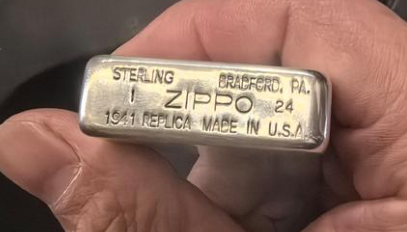 STERLING BRADFORD, PA.
I ZIPPO 24
1941 REPLICA MADE IN U.S.A.